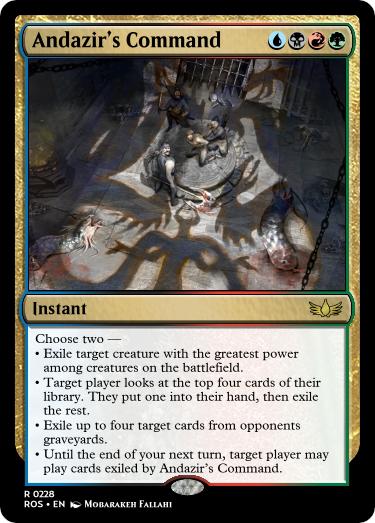 Andazir's Command
Instant
Choose two —
• Exile target creature with the greatest power
among creatures on the battlefield.
• Target player looks at the top four cards of their
library. They put one into their hand, then exile
the rest.
• Exile up to four target cards from opponents
graveyards.
• Until the end of your next turn, target player may
play cards exiled by Andazir's Command.
R 0228
ROS • EN Mobarakeh Fallahi